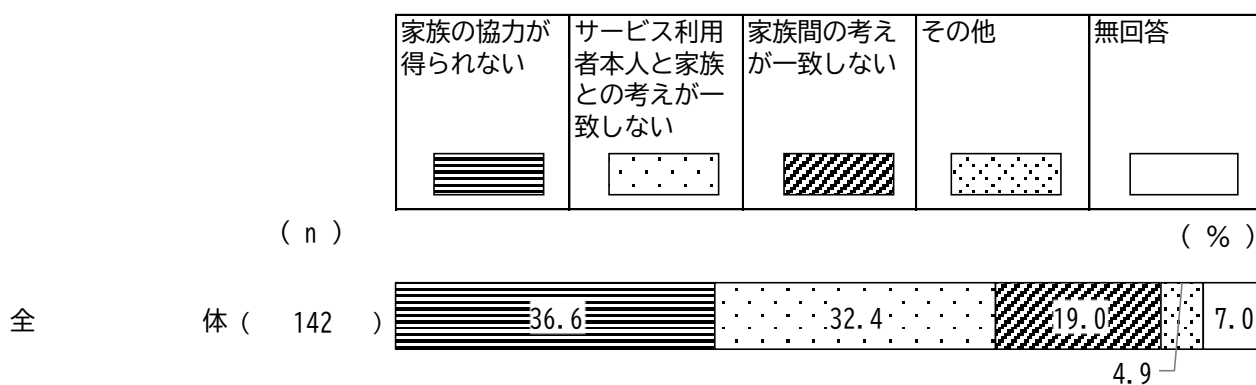 家族の協力が
得られない
サービス利用
者本人と家族
との考えが一
致しない
家族間の考え
が一致しない
その他
無回答
( n )
( % )
全 体 ( 142 ) 36.6 32.4 19.0 7.0
4.9